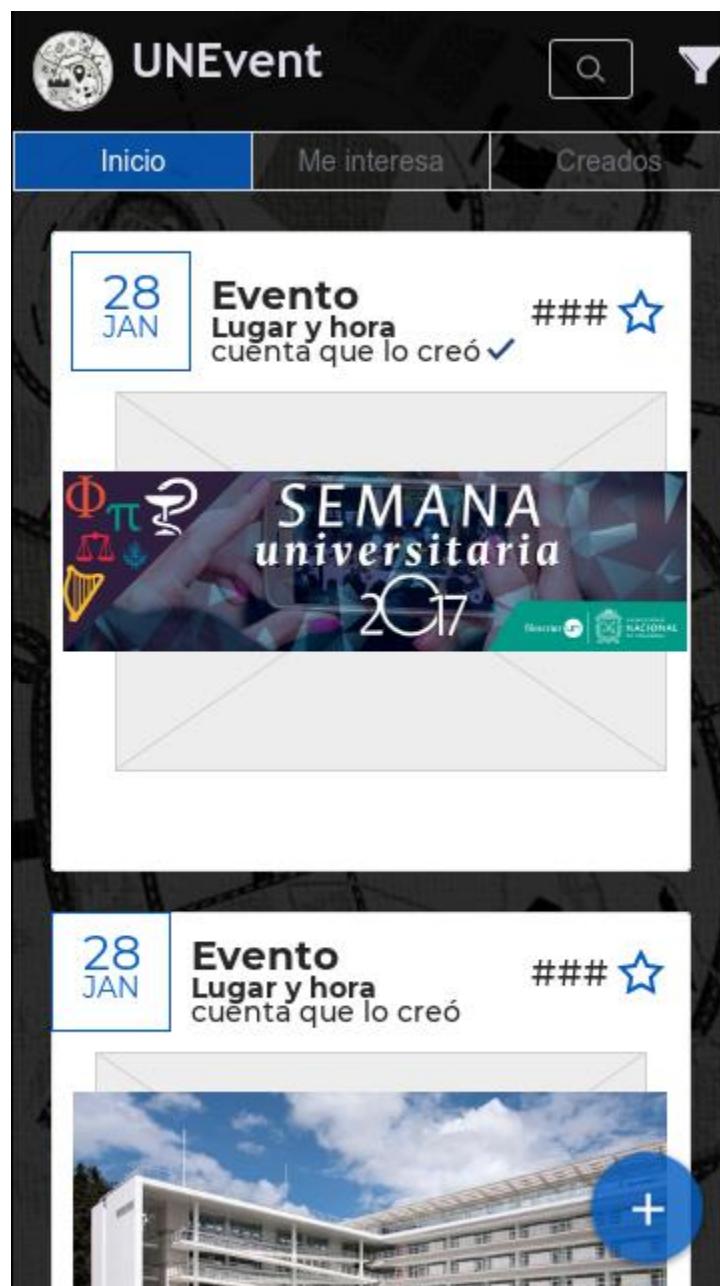 UNEvent
Inicio
Me interesa
Creados
28
JAN
Evento
Lugar y hora
cuenta que lo creó
###
Φ
π
SEMANA
universitaria
2017
NACIONAL
28
JAN
Evento
Lugar y hora
cuenta que lo creó
###
+